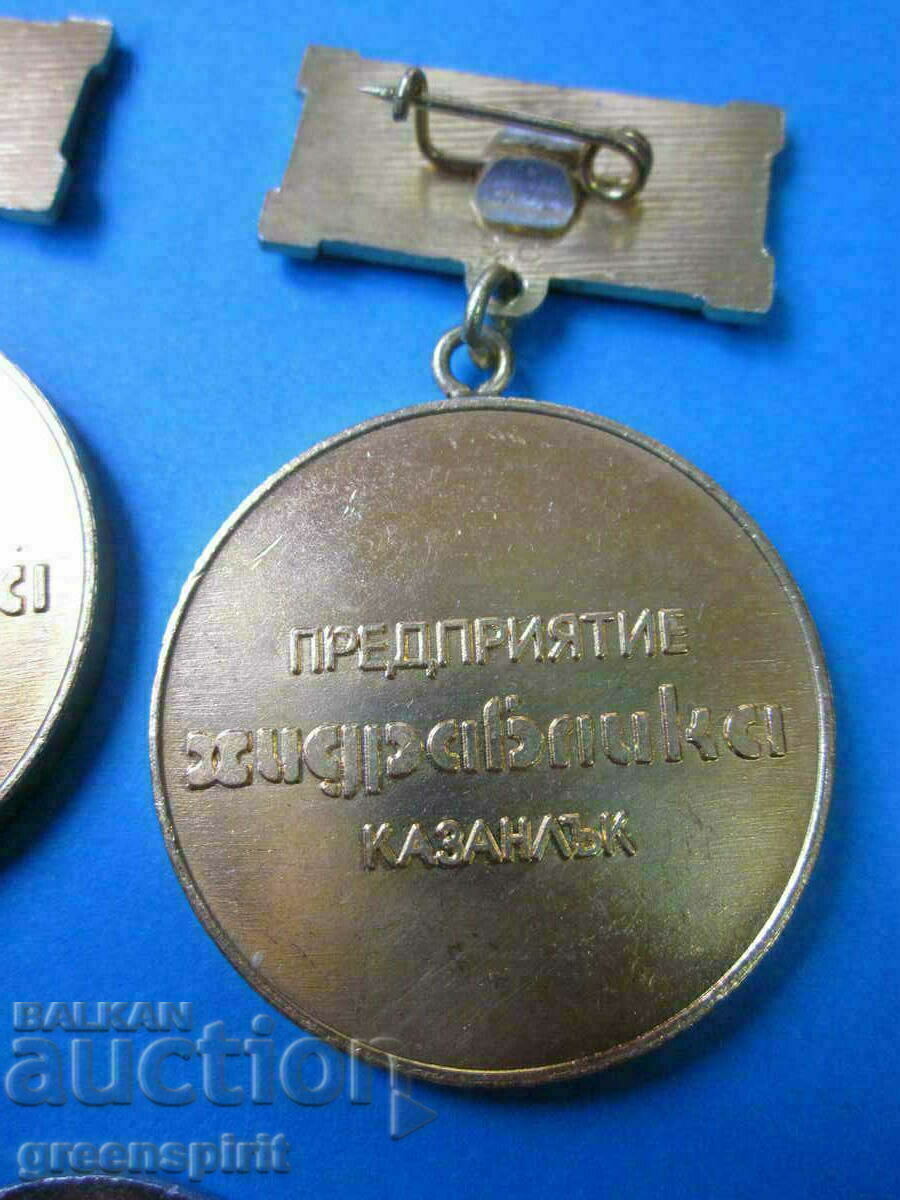 ПРЕДПРИЯТИЕ
хидравлика
КАЗАНЛЪК
BALKAN
auction
greenspirit